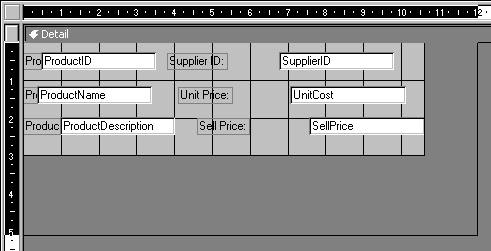 1 2 3 4 5 6 7 8 9 10 11 12
Detail
Pro ProductID Supplier ID: SupplierID
1
Pr ProductName Unit Price: UnitCost
2
Produc ProductDescription Sell Price: SellPrice
3
4
5